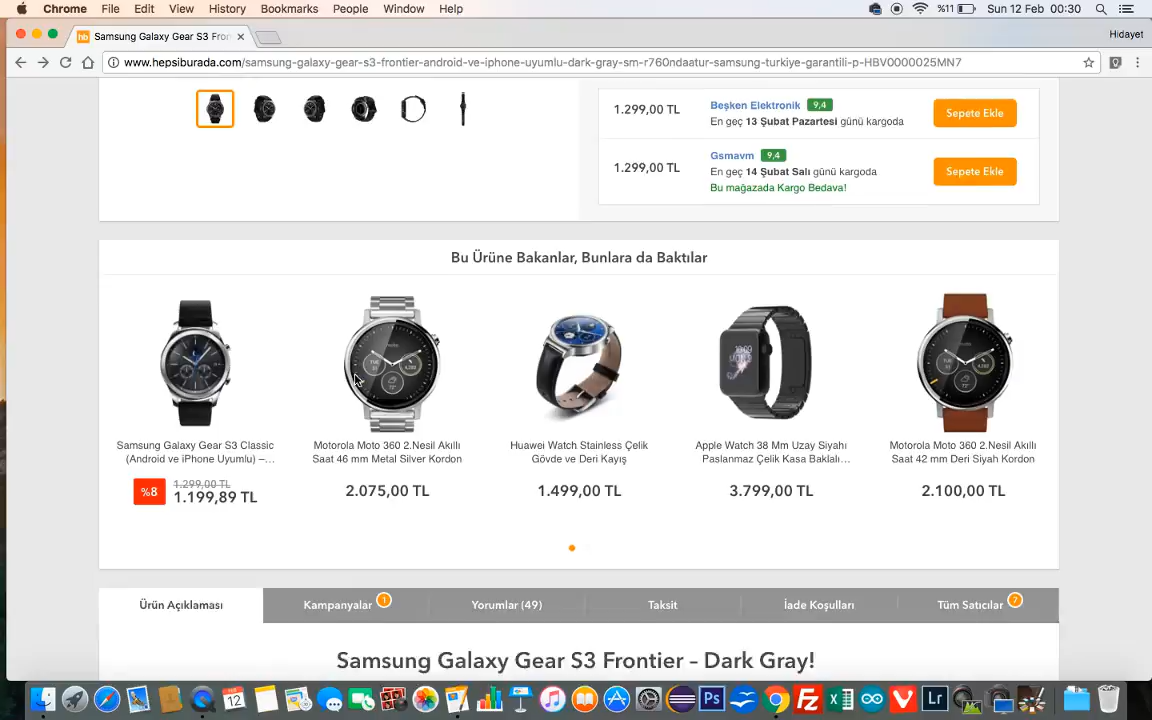 Chrome File Edit View History Bookmarks People Window Help %11 Sun 12 Feb 00:30
hb Samsung Galaxy Gear S3 Fron Hidayet
www.hepsiburada.com/samsung-galaxy-gear-s3-frontier-android-ve-iphone-uyumlu-dark-gray-sm-r760ndaatur-samsung-turkiye-garantili-p-HBV0000025MN7
1.299,00 TL Beşken Elektronik 9,4 Sepete Ekle
En geç 13 Şubat Pazartesi günü kargoda
1.299,00 TL Gsmavm 9,4 Sepete Ekle
En geç 14 Şubat Salı günü kargoda
Bu mağazada Kargo Bedava!
Bu Ürüne Bakanlar, Bunlara da Baktılar
Samsung Galaxy Gear S3 Classic
(Android ve iPhone Uyumlu) –...
%8 1.299,00 TL
1.199,89 TL
Motorola Moto 360 2.Nesil Akıllı
Saat 46 mm Metal Silver Kordon
2.075,00 TL
Huawei Watch Stainless Çelik
Gövde ve Deri Kayış
1.499,00 TL
Apple Watch 38 Mm Uzay Siyahı
Paslanmaz Çelik Kasa Baklalı...
3.799,00 TL
Motorola Moto 360 2.Nesil Akıllı
Saat 42 mm Deri Siyah Kordon
2.100,00 TL
Ürün Açıklaması Kampanyalar 1 Yorumlar (49) Taksit İade Koşulları Tüm Satıcılar 7
Samsung Galaxy Gear S3 Frontier – Dark Gray!
12 Ps Fz Lr